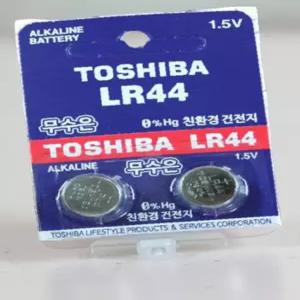 ALKALINE BATTERY 1.5V
TOSHIBA
LR44
무수은 0% Hg 친환경 건전지
TOSHIBA LR44
ALKALINE 무수은 1.5V
0% Hg 친환경 건전지
TOSHIBA LIFESTYLE PRODUCTS & SERVICES CORPORATION